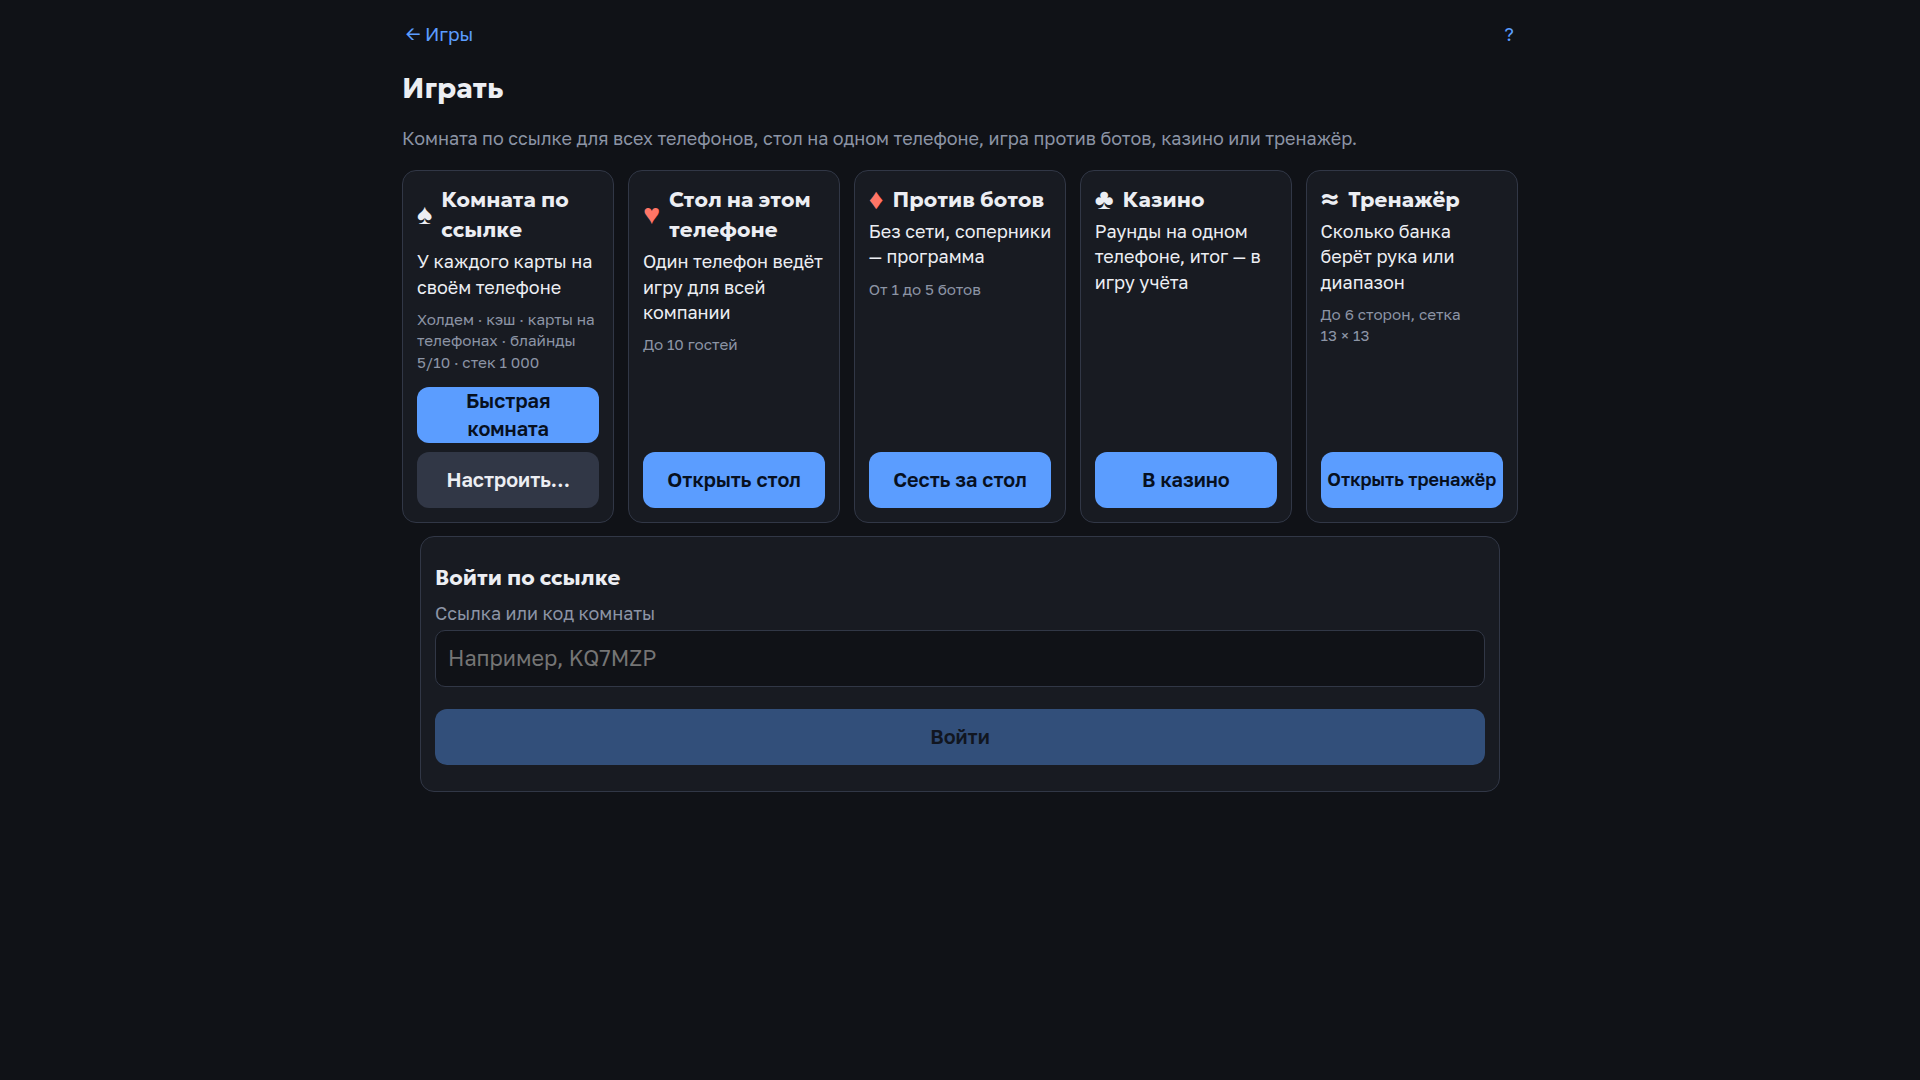 ← Игры
?
Играть
Комната по ссылке для всех телефонов, стол на одном телефоне, игра против ботов, казино или тренажёр.
♠ Комната по
ссылке
У каждого карты на
своём телефоне
Холдем · кэш · карты на
телефонах · блайнды
5/10 · стек 1 000
Быстрая
комната
Настроить...
♥ Стол на этом
телефоне
Один телефон ведёт
игру для всей
компании
До 10 гостей
Открыть стол
♦ Против ботов
Без сети, соперники
— программа
От 1 до 5 ботов
Сесть за стол
♣ Казино
Раунды на одном
телефоне, итог — в
игру учёта
В казино
≈ Тренажёр
Сколько банка
берёт рука или
диапазон
До 6 сторон, сетка
13 × 13
Открыть тренажёр
Войти по ссылке
Ссылка или код комнаты
Например, KQ7MZP
Войти